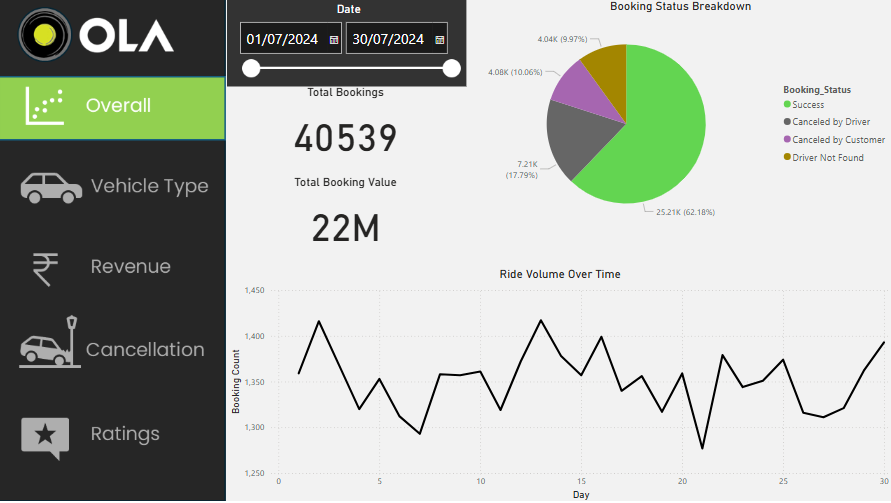 OLA
Overall
Vehicle Type
Revenue
Cancellation
Ratings
Date
01/07/2024 30/07/2024
Total Bookings
40539
Total Booking Value
22M
Booking Status Breakdown
4.04K (9.97%)
4.08K (10.06%)
7.21K
(17.79%)
25.21K (62.18%)
Booking_Status
Success
Canceled by Driver
Canceled by Customer
Driver Not Found
Ride Volume Over Time
Booking Count
1,450
1,400
1,350
1,300
1,250
0 5 10 15 20 25 30
Day